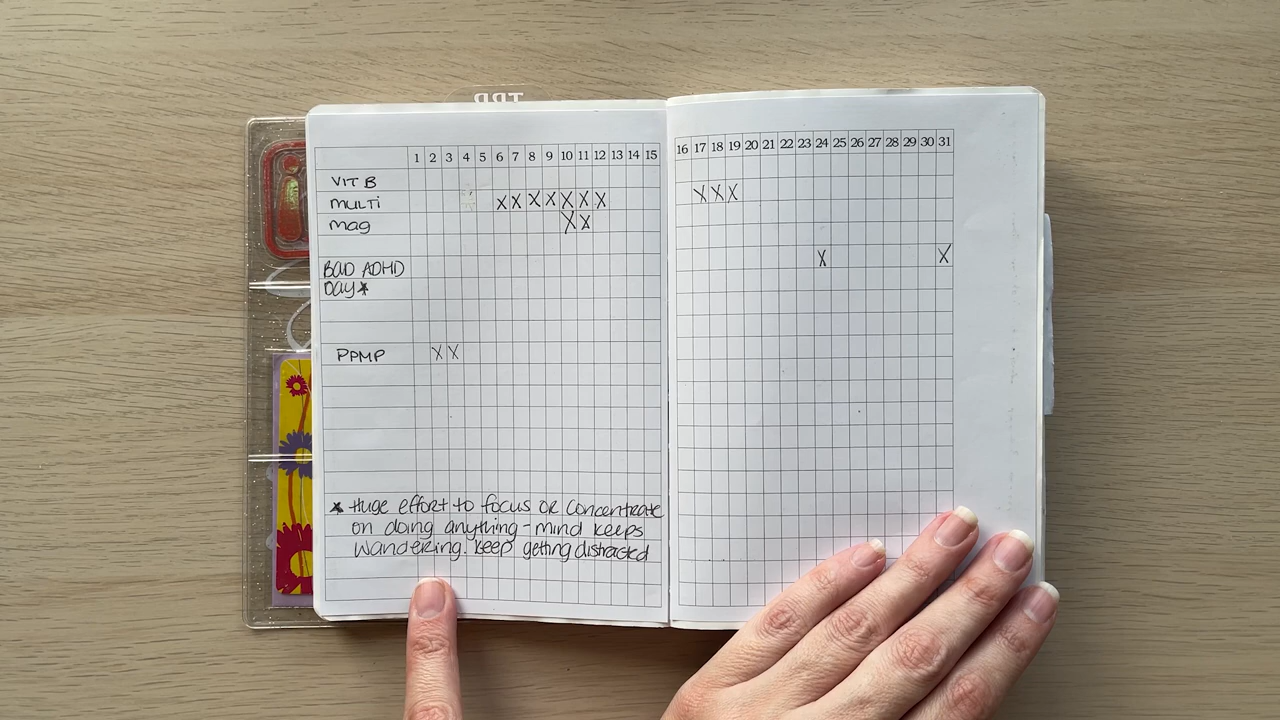 1 2 3 4 5 6 7 8 9 10 11 12 13 14 15 16 17 18 19 20 21 22 23 24 25 26 27 28 29 30 31
VIT B
MULTI X X X X X X X X X X
Mag X X
BAD ADHD X X
DAY*
PPMP X X
* Huge effort to focus or concentrate
on doing anything - mind keeps
wandering. Keep getting distracted